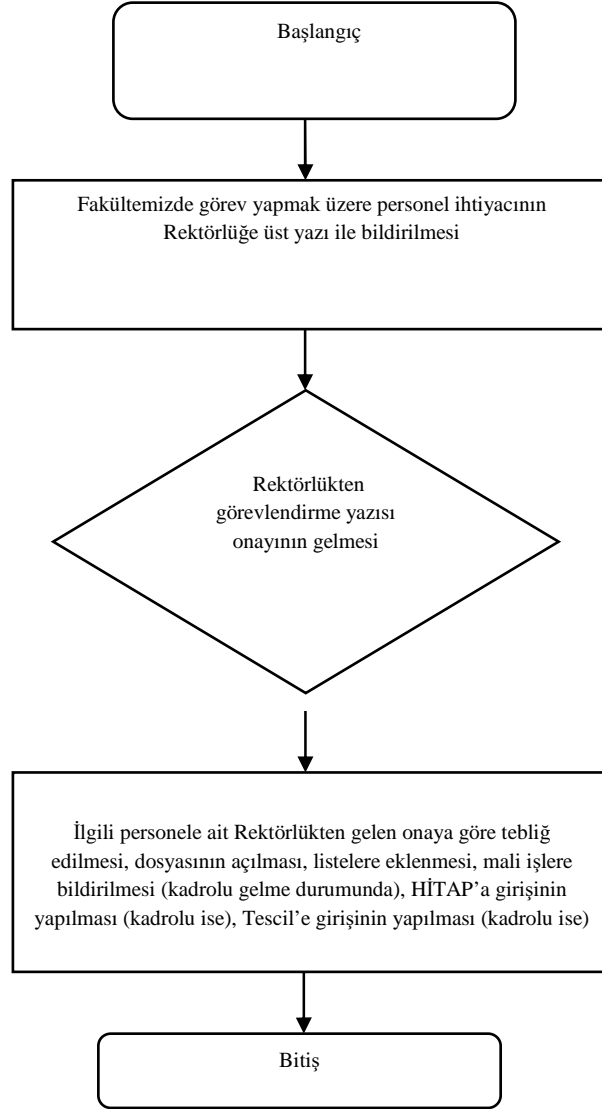 Başlangıç
Fakültemizde görev yapmak üzere personel ihtiyacının
Rektörlüğe üst yazı ile bildirilmesi
Rektörlükten
görevlendirme yazısı
onayının gelmesi
İlgili personele ait Rektörlükten gelen onaya göre tebliğ
edilmesi, dosyasının açılması, listelere eklenmesi, mali işlere
bildirilmesi (kadrolu gelme durumunda), HİTAP’a girişinin
yapılması (kadrolu ise), Tescil’e girişinin yapılması (kadrolu ise)
Bitiş